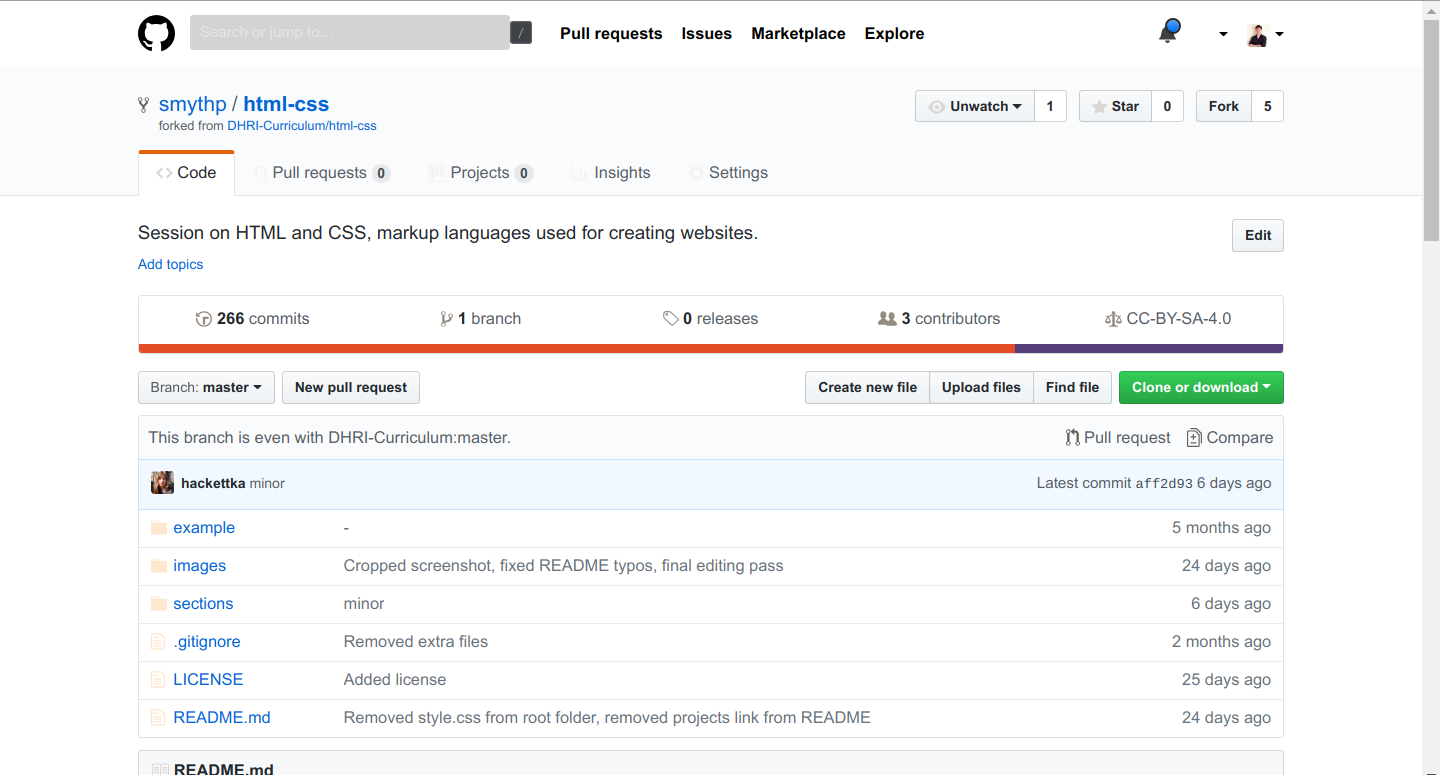 Search or jump to… / Pull requests Issues Marketplace Explore
smythp / html-css Unwatch 1 Star 0 Fork 5
forked from DHRI-Curriculum/html-css
Code Pull requests 0 Projects 0 Insights Settings
Session on HTML and CSS, markup languages used for creating websites. Edit
Add topics
266 commits 1 branch 0 releases 3 contributors CC-BY-SA-4.0
Branch: master New pull request Create new file Upload files Find file Clone or download
This branch is even with DHRI-Curriculum:master. Pull request Compare
hackettka minor Latest commit aff2d93 6 days ago
example - 5 months ago
images Cropped screenshot, fixed README typos, final editing pass 24 days ago
sections minor 6 days ago
.gitignore Removed extra files 2 months ago
LICENSE Added license 25 days ago
README.md Removed style.css from root folder, removed projects link from README 24 days ago
README.md